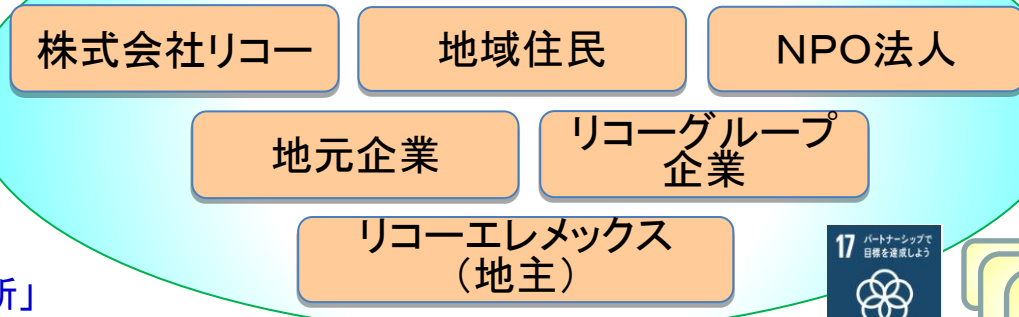 株式会社リコー
地域住民
NPO法人
地元企業
リコーグループ
企業
リコーエレメックス
(地主)
17 パートナーシップで
目標を達成しよう
所」